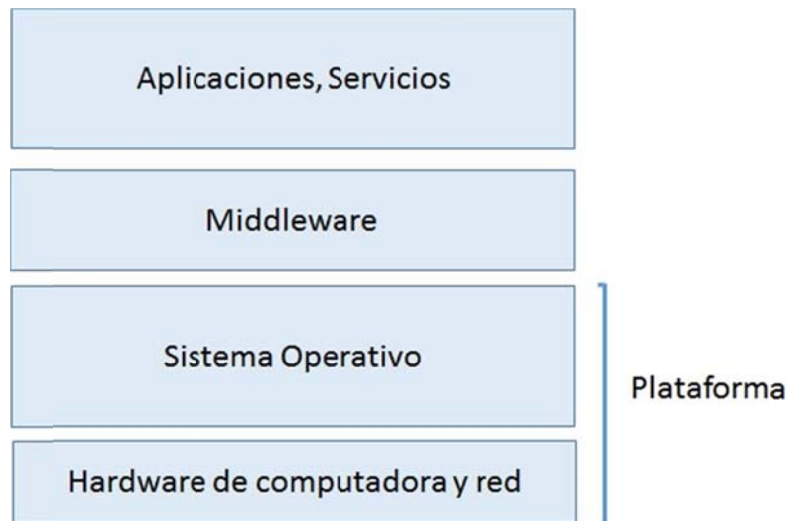 Aplicaciones, Servicios
Middleware
Sistema Operativo
Plataforma
Hardware de computadora y red